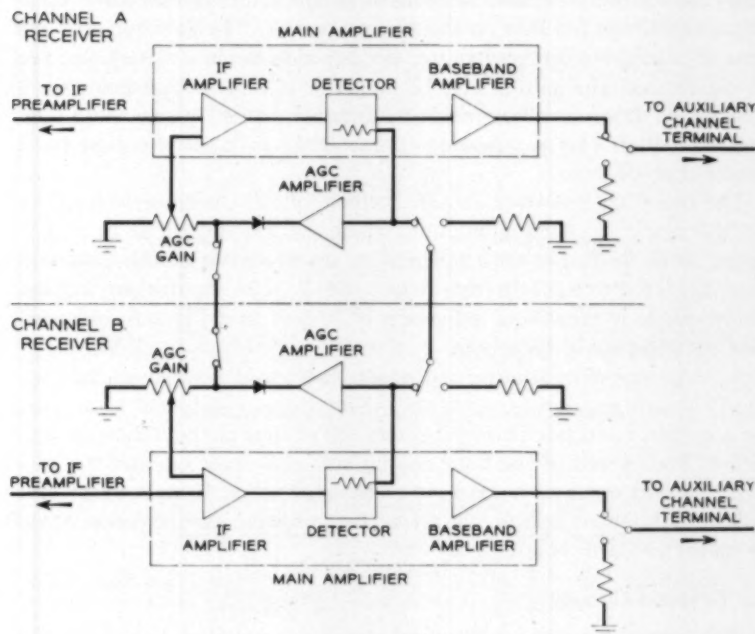 CHANNEL A
RECEIVER
MAIN AMPLIFIER
IF
AMPLIFIER
DETECTOR
BASEBAND
AMPLIFIER
TO IF
PREAMPLIFIER
TO AUXILIARY
CHANNEL
TERMINAL
AGC
AMPLIFIER
AGC
GAIN
CHANNEL B
RECEIVER
AGC
GAIN
AGC
AMPLIFIER
TO IF
PREAMPLIFIER
TO AUXILIARY
CHANNEL
TERMINAL
IF
AMPLIFIER
DETECTOR
BASEBAND
AMPLIFIER
MAIN AMPLIFIER